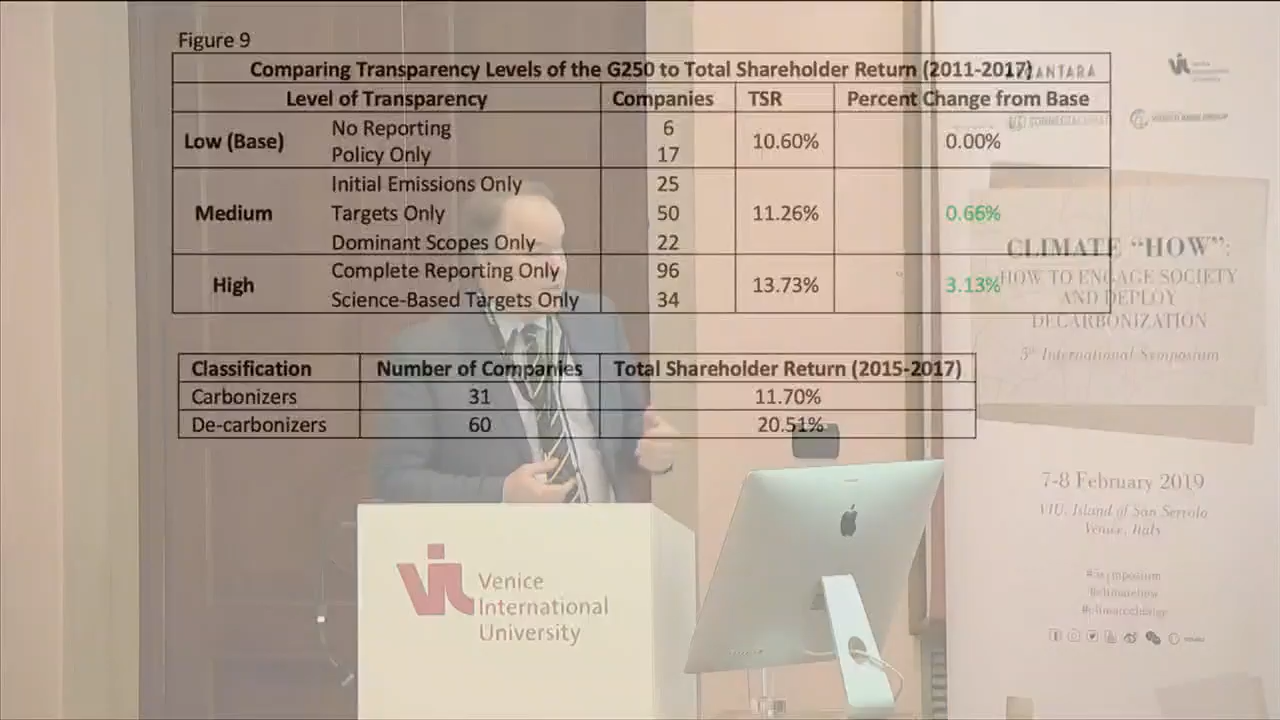 Figure 9
Comparing Transparency Levels of the G250 to Total Shareholder Return (2011-2017)
Level of Transparency Companies TSR Percent Change from Base
Low (Base) No Reporting 6 10.60% 0.00%
Policy Only 17
Medium Initial Emissions Only 25 11.26% 0.66%
Targets Only 50
Dominant Scopes Only 22
High Complete Reporting Only 96 13.73% 3.13%
Science-Based Targets Only 34
Classification Number of Companies Total Shareholder Return (2015-2017)
Carbonizers 31 11.70%
De-carbonizers 60 20.51%
VIU Venice
International
University
CLIMATE “HOW”:
HOW TO ENGAGE SOCIETY
AND DEPLOY
DECARBONIZATION
5th International Symposium
7-8 February 2019
VIU, Island of San Servolo
Venice, Italy
#5symposium
#climatehow
#climatechange